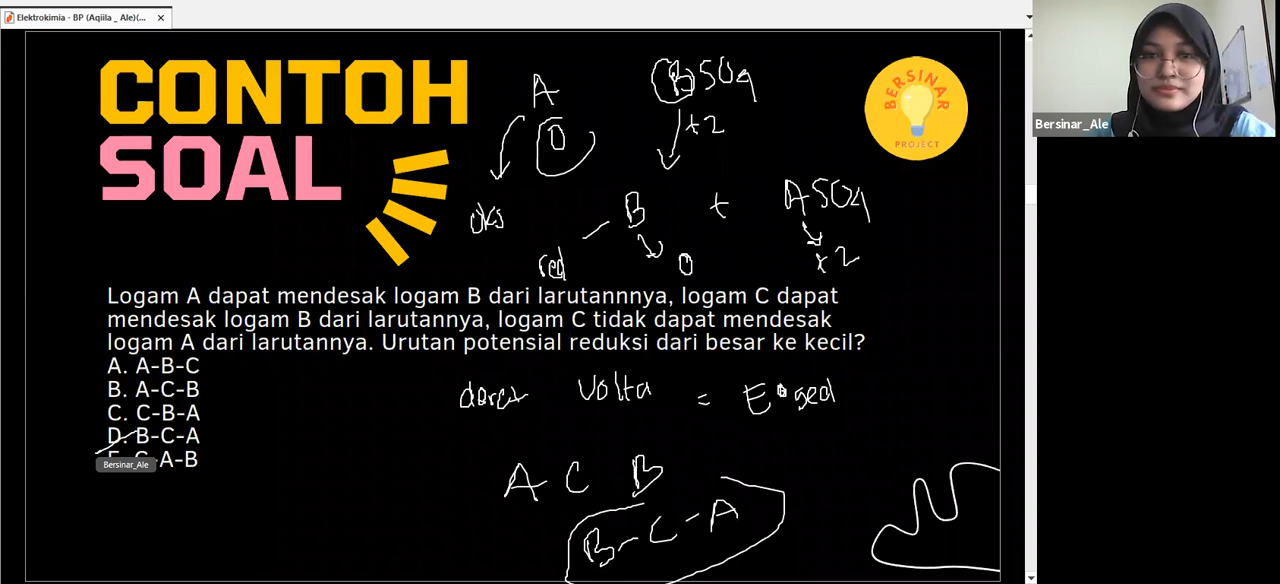 Elektrokimia - BP (Aqiila _ Ale)(...
CONTOH
SOAL
BERSINAR
PROJECT
Bersinar_Ale
A BSO4
0 +2
oks B + ASO4
red 0 +2
Logam A dapat mendesak logam B dari larutannnya, logam C dapat
mendesak logam B dari larutannya, logam C tidak dapat mendesak
logam A dari larutannya. Urutan potensial reduksi dari besar ke kecil?
A. A-B-C
B. A-C-B
C. C-B-A
D. B-C-A
E. C-A-B
Bersinar_Ale
Volta =
A C B
B-C-A